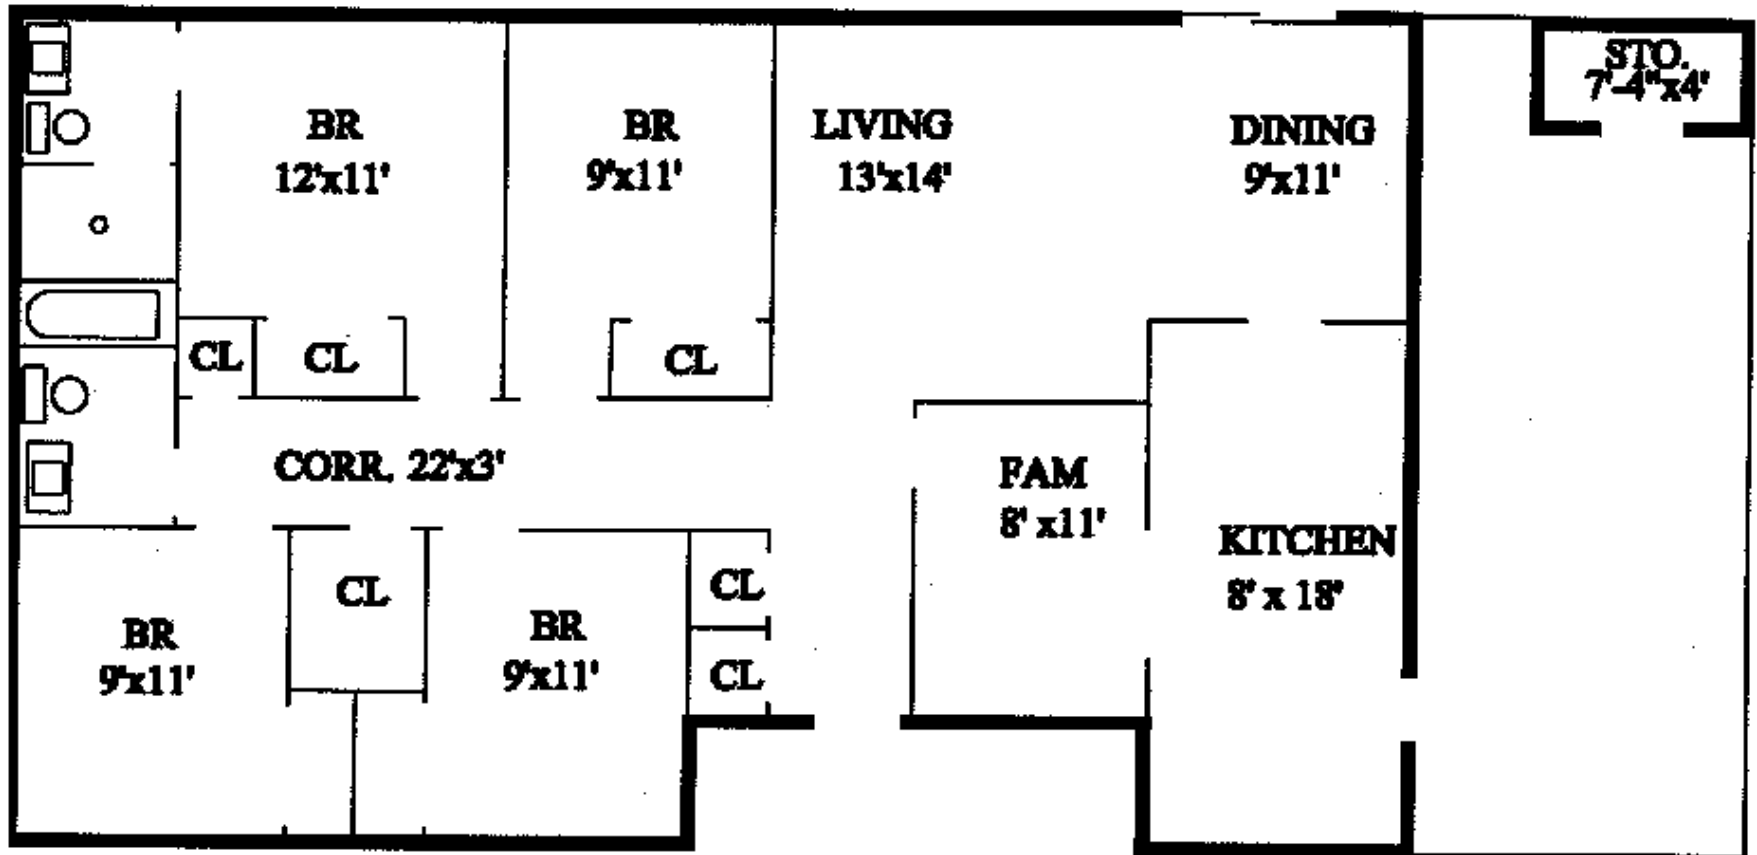 STO.
7'-4"x4'
BR
12'x11'
BR
9'x11'
LIVING
13'x14'
DINING
9'x11'
CL
CL
CL
CORR. 22'x3'
FAM
8' x11'
KITCHEN
8' x 18'
CL
CL
CL
BR
9'x11'
BR
9'x11'